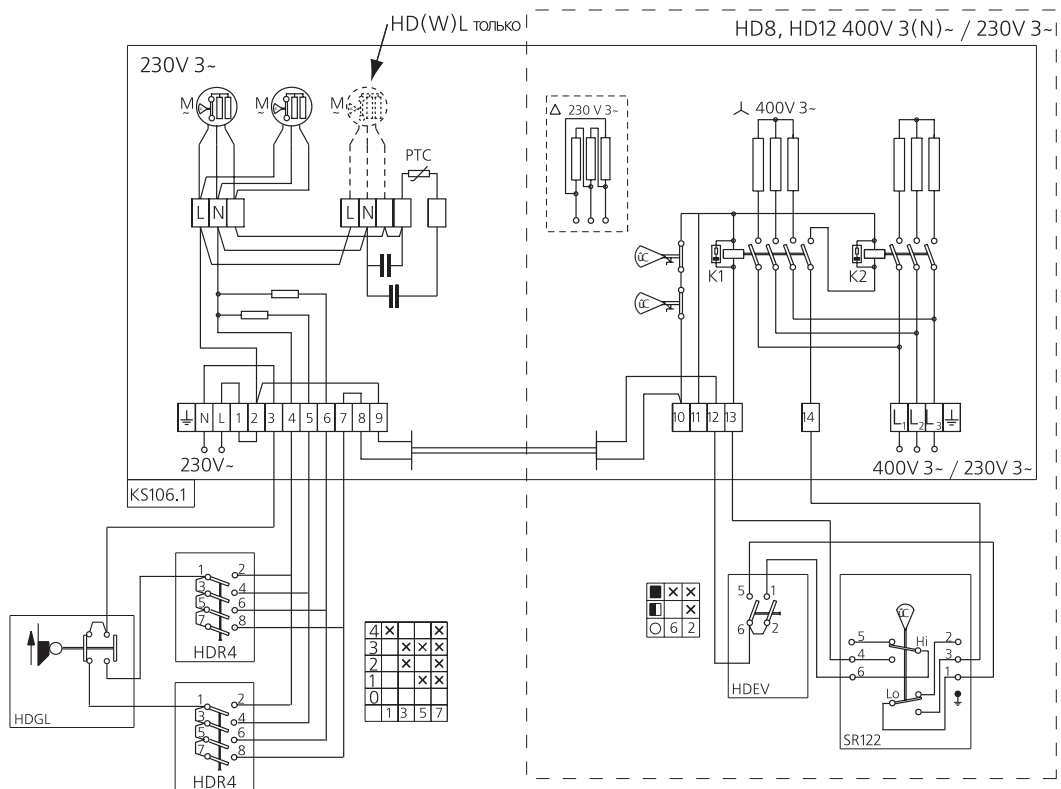 HD(W)L только
HD8, HD12 400V 3(N)~ / 230V 3~
230V 3~
M ~
M ~
M ~
△ 230 V 3~
⅄ 400V 3~
PTC
L N
L N
°C
°C
K1
K2
N L 1 2 3 4 5 6 7 8 9
10 11 12 13
14
L1 L2 L3
230V~
400V 3~ / 230V 3~
KS106.1
1 2
3 4
5 6
7 8
HDR4
HDGL
1 2
3 4
5 6
7 8
HDR4
4 × ×
3 × × ×
2 × ×
1 × ×
0
1 3 5 7
■ × ×
◧ ×
○ 6 2
5 1
6 2
HDEV
°C
5 Hi 2
4 3
6 1
Lo
SR122